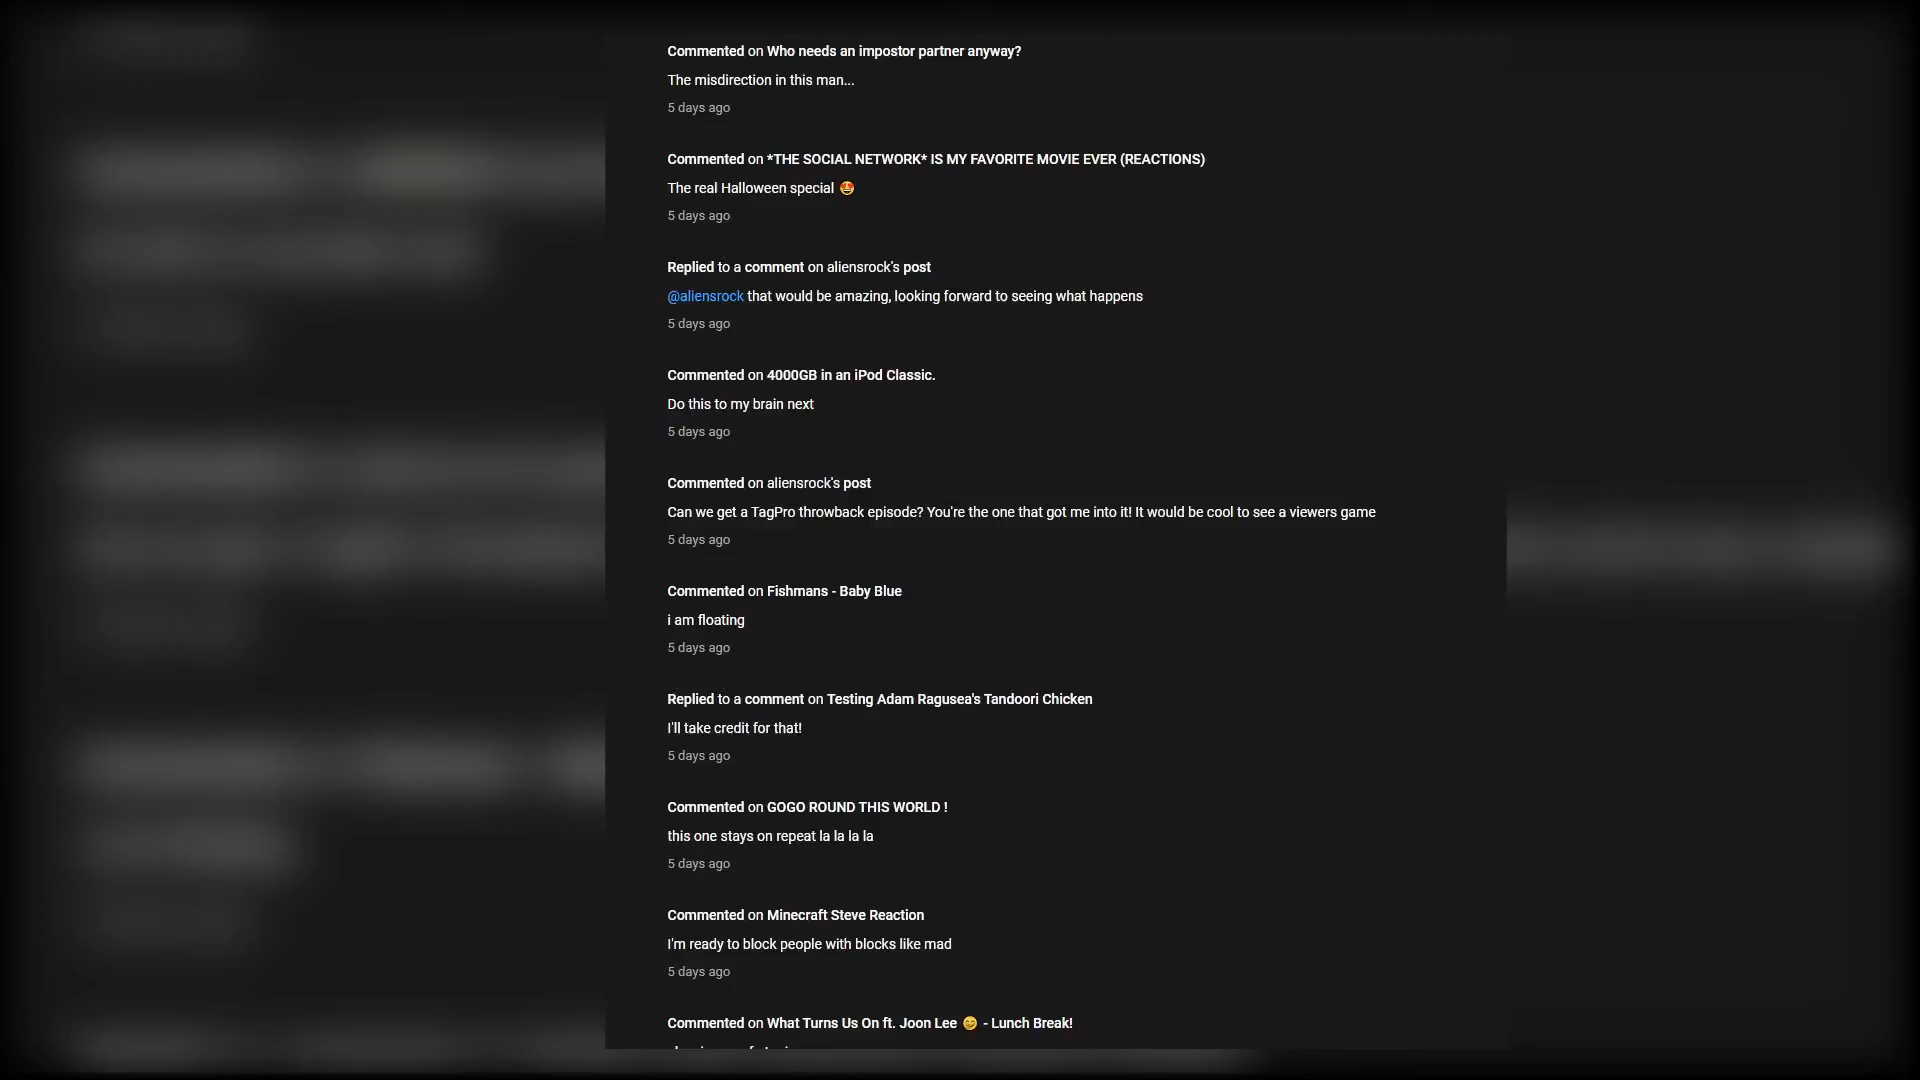 Commented on Who needs an impostor partner anyway?
The misdirection in this man...
5 days ago
Commented on *THE SOCIAL NETWORK* IS MY FAVORITE MOVIE EVER (REACTIONS)
The real Halloween special 🤩
5 days ago
Replied to a comment on aliensrock's post
@aliensrock that would be amazing, looking forward to seeing what happens
5 days ago
Commented on 4000GB in an iPod Classic.
Do this to my brain next
5 days ago
Commented on aliensrock's post
Can we get a TagPro throwback episode? You're the one that got me into it! It would be cool to see a viewers game
5 days ago
Commented on Fishmans - Baby Blue
i am floating
5 days ago
Replied to a comment on Testing Adam Ragusea's Tandoori Chicken
I'll take credit for that!
5 days ago
Commented on GOGO ROUND THIS WORLD !
this one stays on repeat la la la la
5 days ago
Commented on Minecraft Steve Reaction
I'm ready to block people with blocks like mad
5 days ago
Commented on What Turns Us On ft. Joon Lee 😊 - Lunch Break!